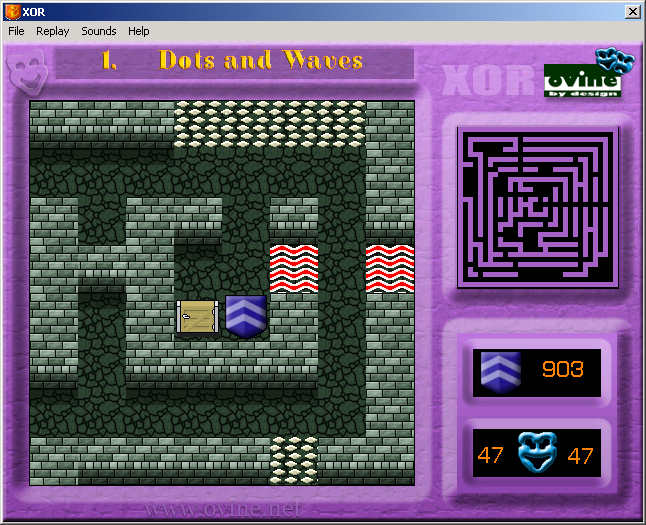 XOR
File Replay Sounds Help
1. Dots and Waves
XOR
ovine
by design
903
47 47
www.ovine.net